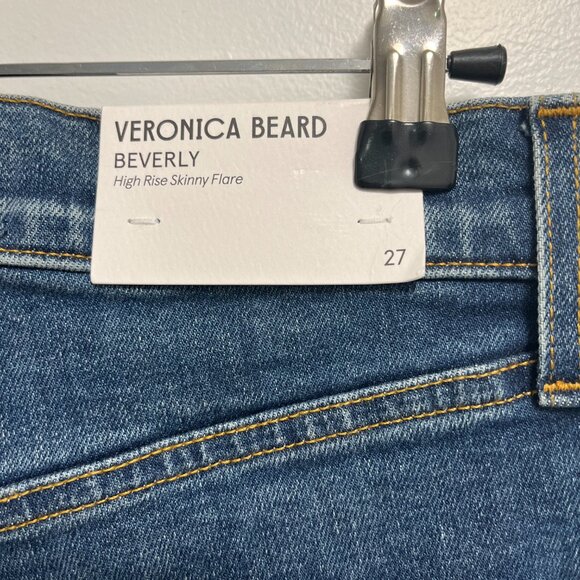 VERONICA BEARD
BEVERLY
High Rise Skinny Flare
27